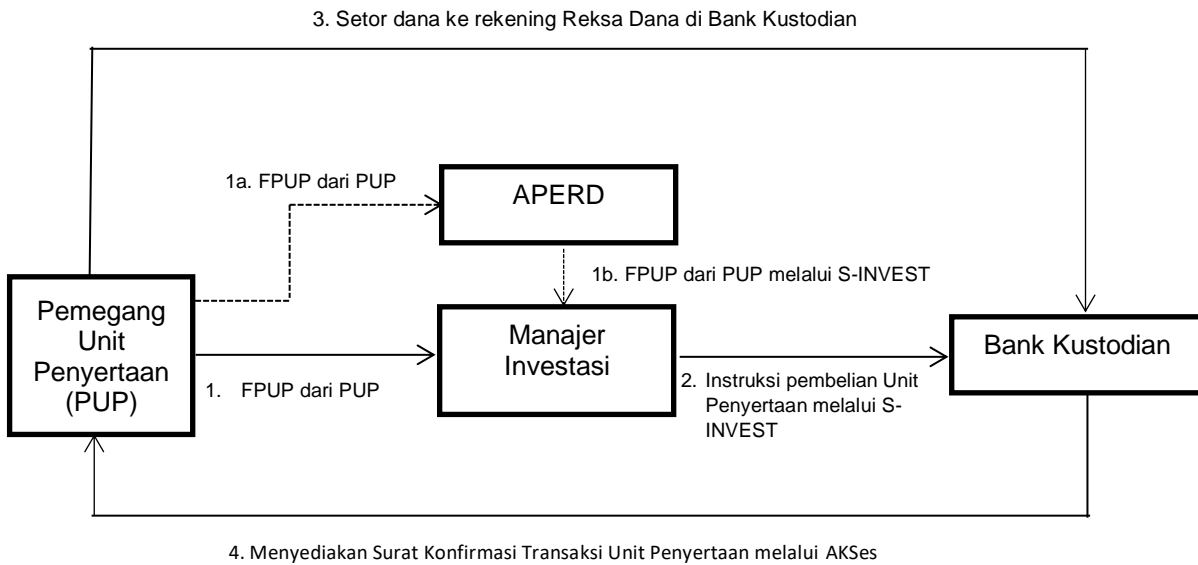 3. Setor dana ke rekening Reksa Dana di Bank Kustodian
1a. FPUP dari PUP
APERD
1b. FPUP dari PUP melalui S-INVEST
Pemegang
Unit
Penyertaan
(PUP)
1. FPUP dari PUP
Manajer
Investasi
2. Instruksi pembelian Unit
Penyertaan melalui S-
INVEST
Bank Kustodian
4. Menyediakan Surat Konfirmasi Transaksi Unit Penyertaan melalui AKSes